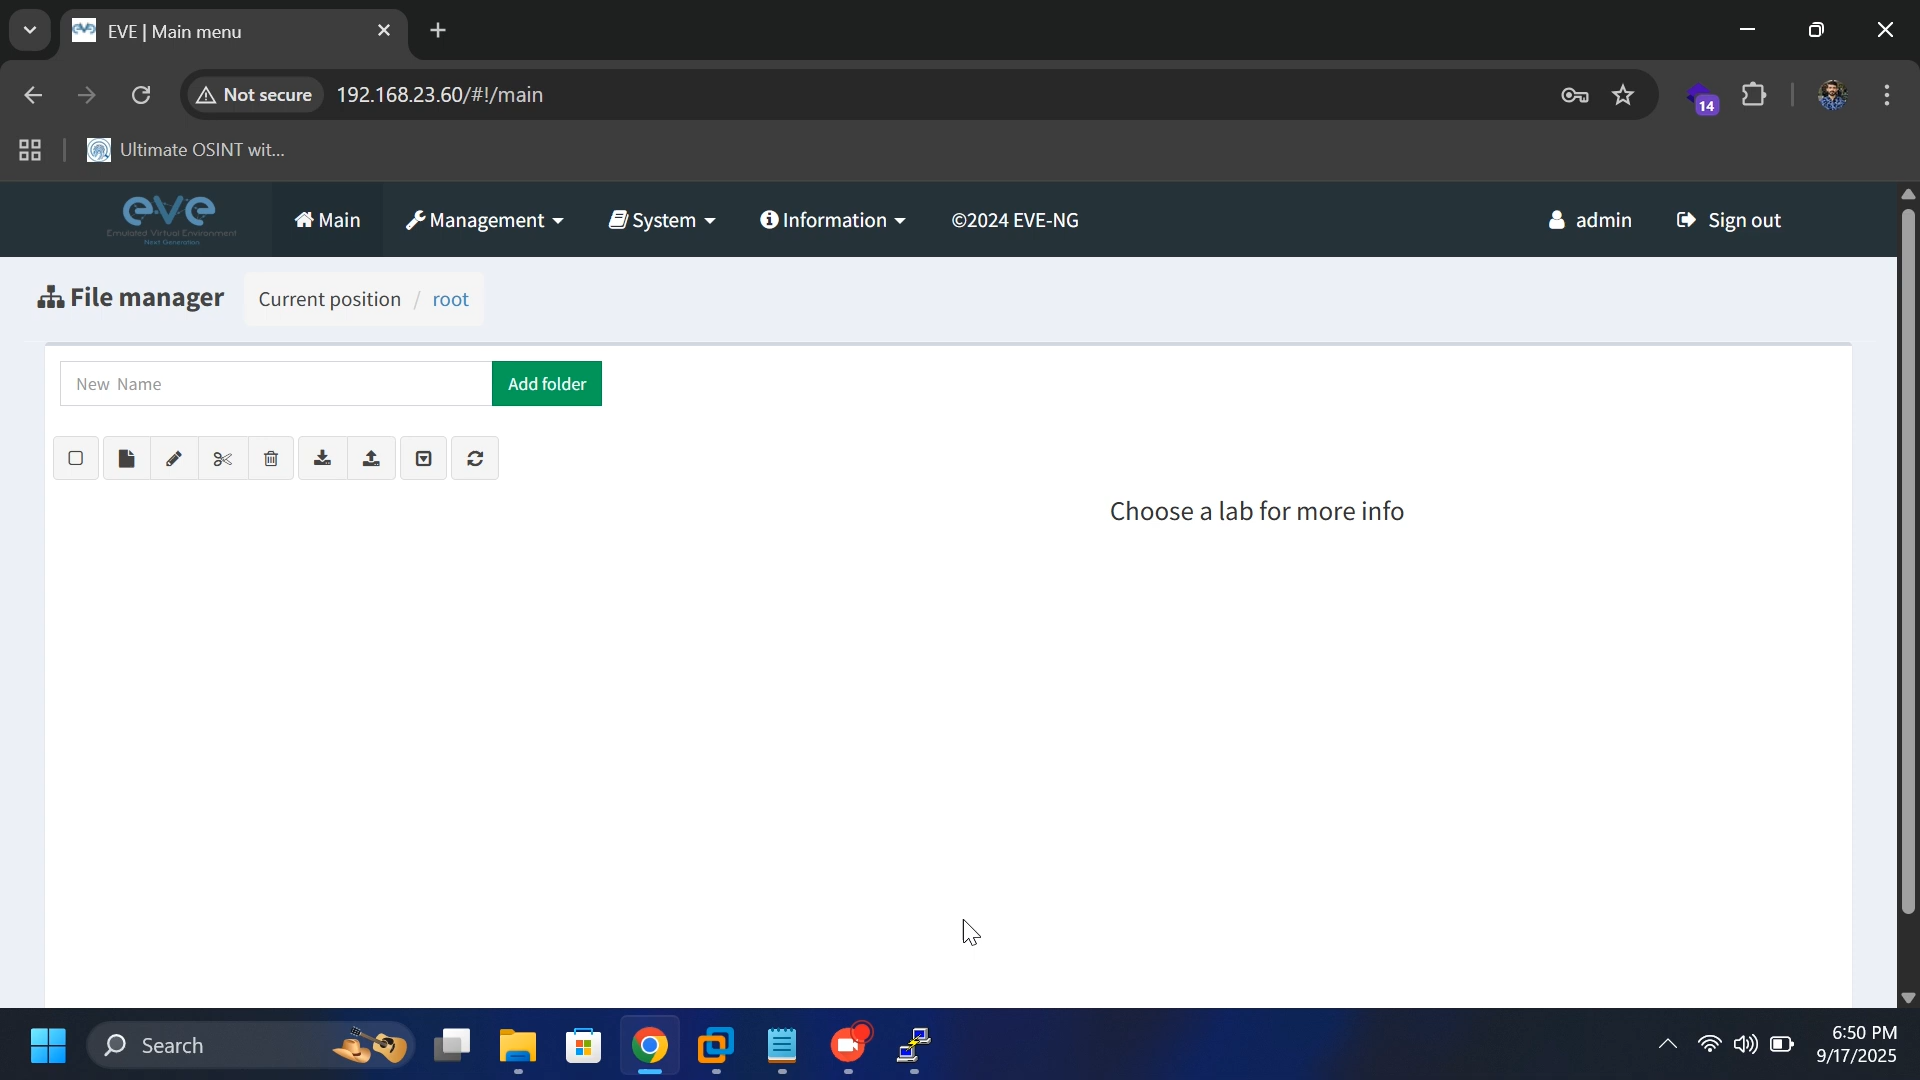 EVE | Main menu
Not secure 192.168.23.60/#!/main
14
Ultimate OSINT wit...
eve
Emulated Virtual Environment
Next Generation
Main
Management
System
Information
©2024 EVE-NG
admin
Sign out
File manager
Current position / root
New Name
Add folder
Choose a lab for more info
Search
6:50 PM
9/17/2025